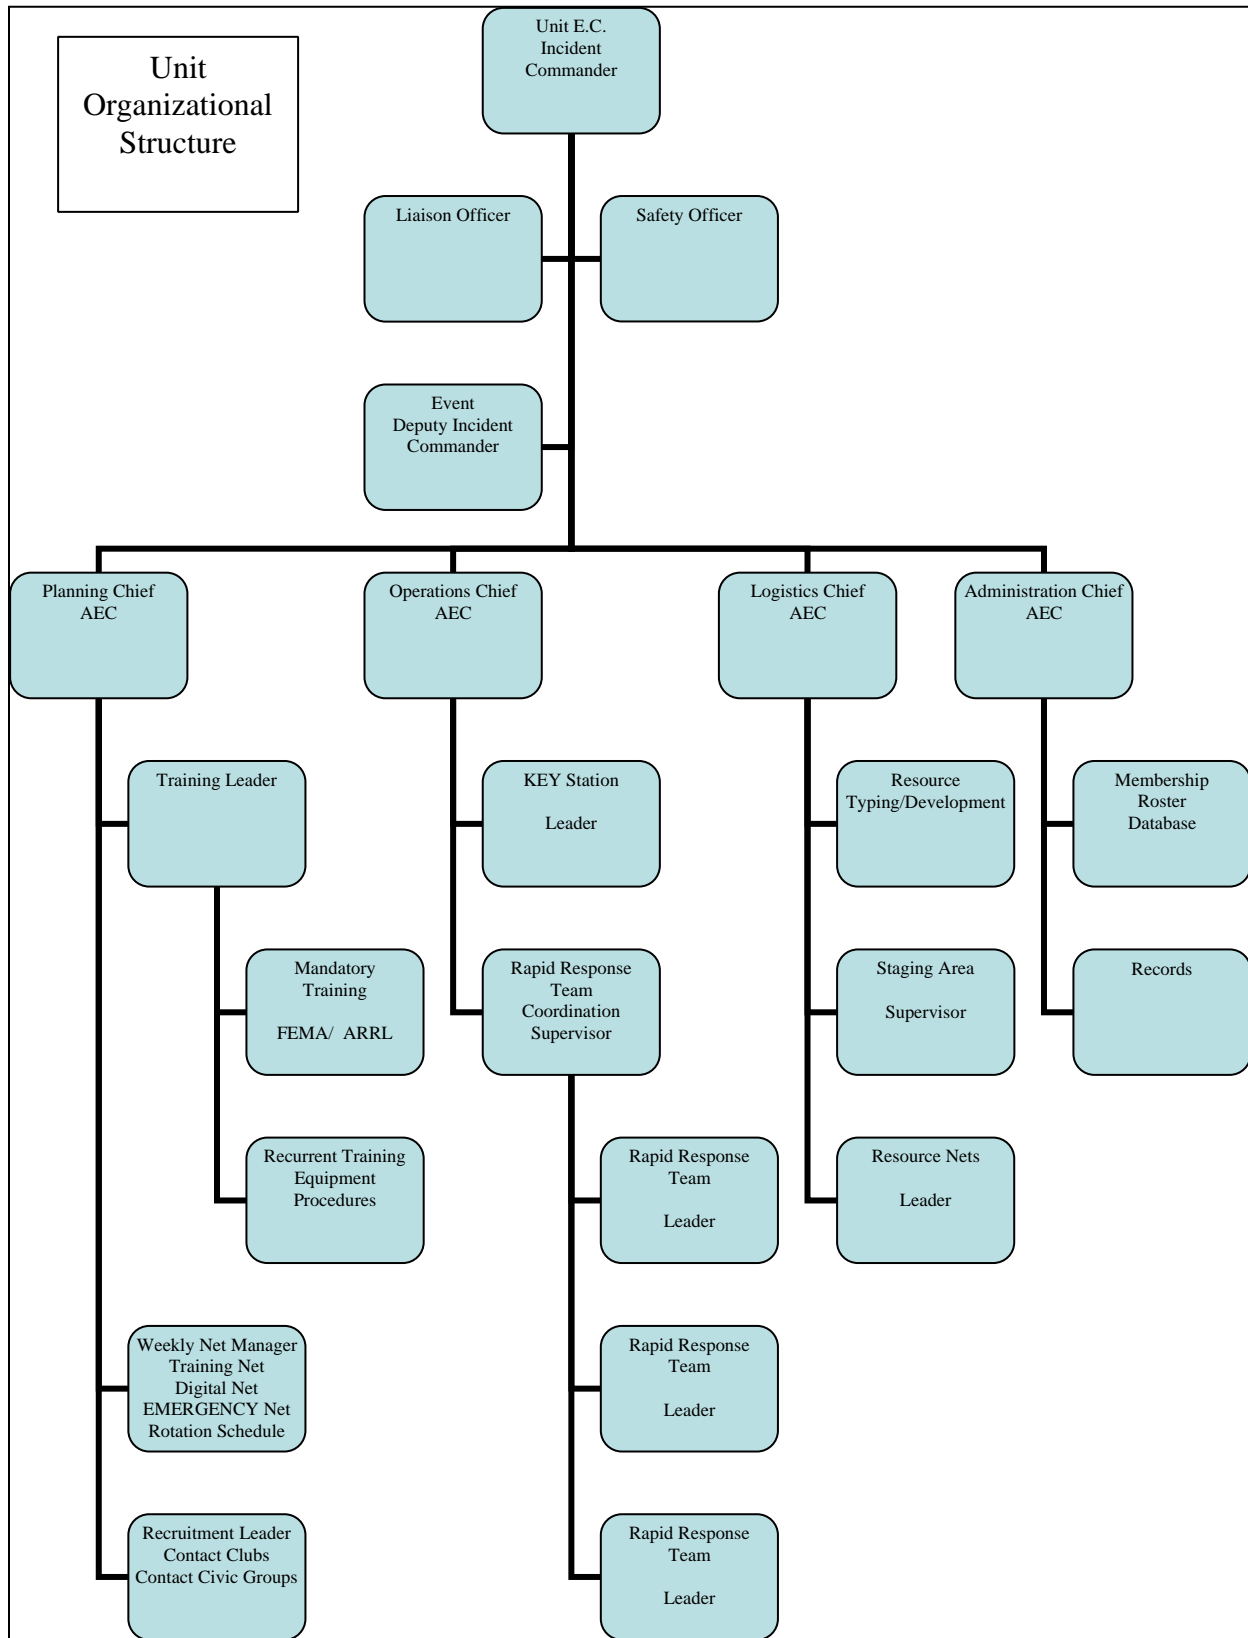 Unit
Organizational
Structure
Unit E.C.
Incident
Commander
Liaison Officer
Safety Officer
Event
Deputy Incident
Commander
Planning Chief
AEC
Operations Chief
AEC
Logistics Chief
AEC
Administration Chief
AEC
Training Leader
KEY Station
Leader
Resource
Typing/Development
Membership
Roster
Database
Mandatory
Training
FEMA/ ARRL
Rapid Response
Team
Coordination
Supervisor
Staging Area
Supervisor
Records
Recurrent Training
Equipment
Procedures
Rapid Response
Team
Leader
Resource Nets
Leader
Weekly Net Manager
Training Net
Digital Net
EMERGENCY Net
Rotation Schedule
Rapid Response
Team
Leader
Recruitment Leader
Contact Clubs
Contact Civic Groups
Rapid Response
Team
Leader